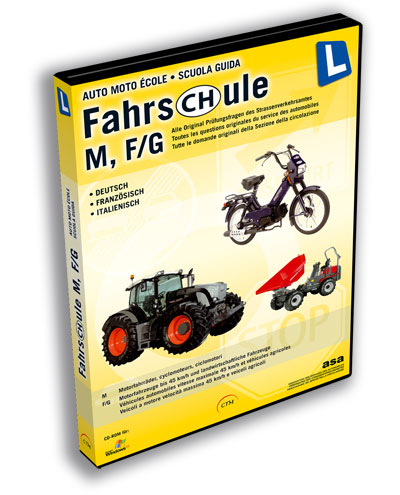 L
AUTO MOTO ÉCOLE • SCUOLA GUIDA
FahrsCHule
M, F/G
Alle Original Prüfungsfragen des Strassenverkehrsamtes
Toutes les questions originales du service des automobiles
Tutte le domande originali della Sezione della circolazione
• DEUTSCH
• FRANZÖSISCH
• ITALIENISCH
STOP
M Motorfahrräder, cyclomoteurs, ciclomotori
F/G Motorfahrzeuge bis 45 km/h und landwirtschaftliche Fahrzeuge
Véhicules automobiles vitesse maximale 45 km/h et véhicules agricoles
Veicoli a motore velocità massima 45 km/h e veicoli agricoli
CD-ROM für:
Windows
CTM
asa
L
AUTO MOTO ÉCOLE
SCUOLA GUIDA
FahrsCHule M, F/G